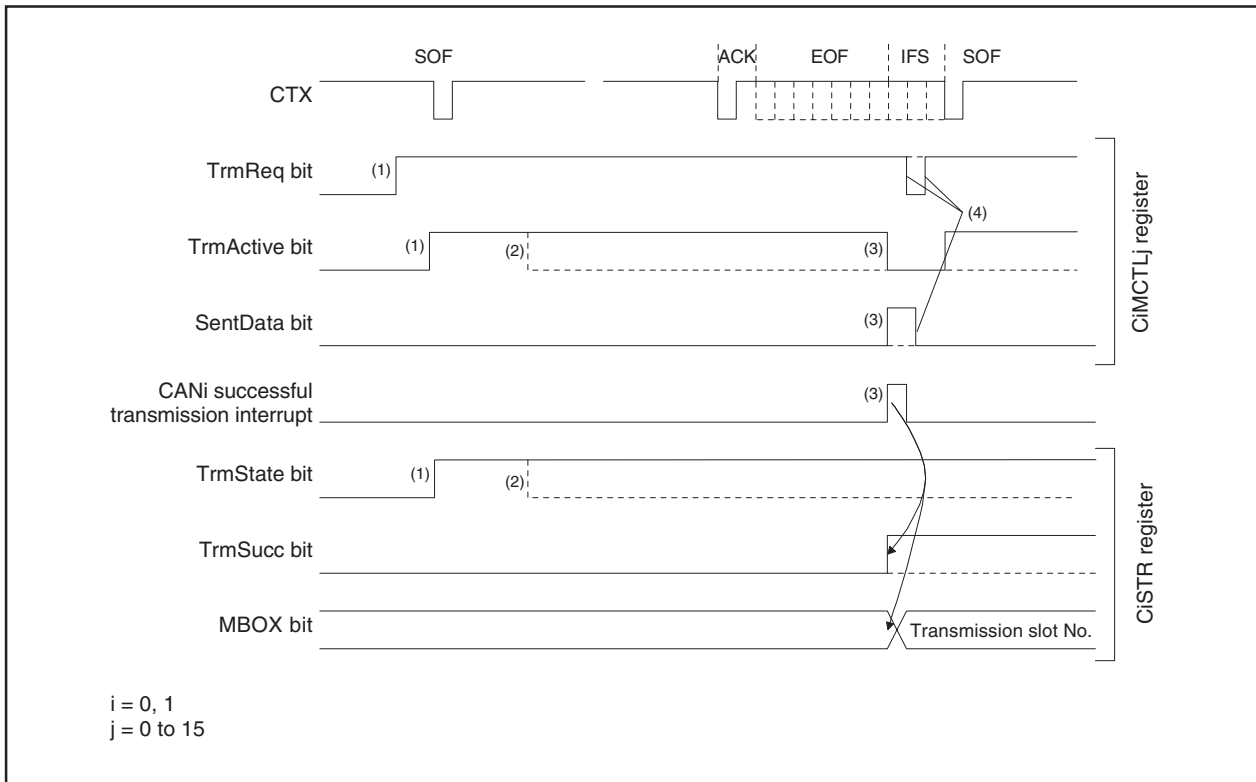 SOF ACK EOF IFS SOF
CTX
TrmReq bit (1)
(4)
TrmActive bit (1) (2) (3)
SentData bit (3)
CiMCTLj register
CANi successful
transmission interrupt (3)
TrmState bit (1) (2)
TrmSucc bit
MBOX bit Transmission slot No.
CiSTR register
i = 0, 1
j = 0 to 15